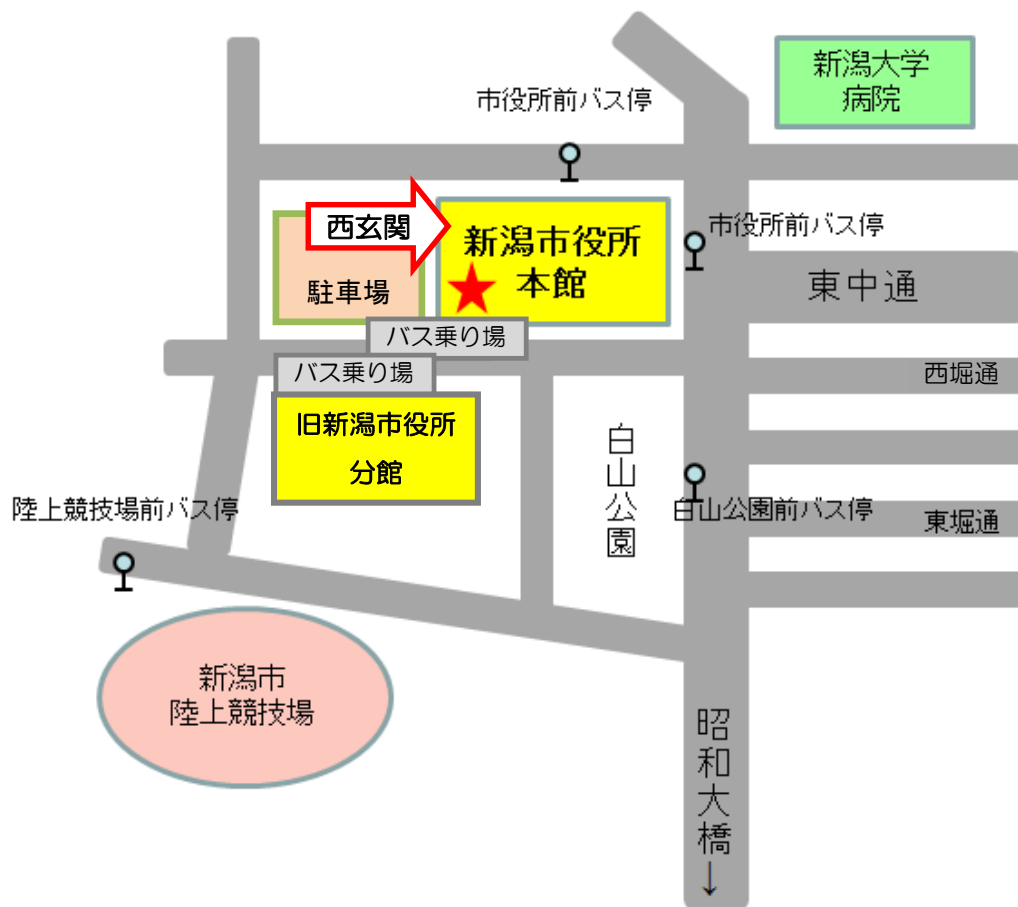 新潟大学
病院
市役所前バス停
西玄関
新潟市役所
本館
市役所前バス停
駐車場
東中通
バス乗り場
バス乗り場
西堀通
旧新潟市役所
分館
白山公園
陸上競技場前バス停
白山公園前バス停
東堀通
新潟市
陸上競技場
昭和大橋
↓